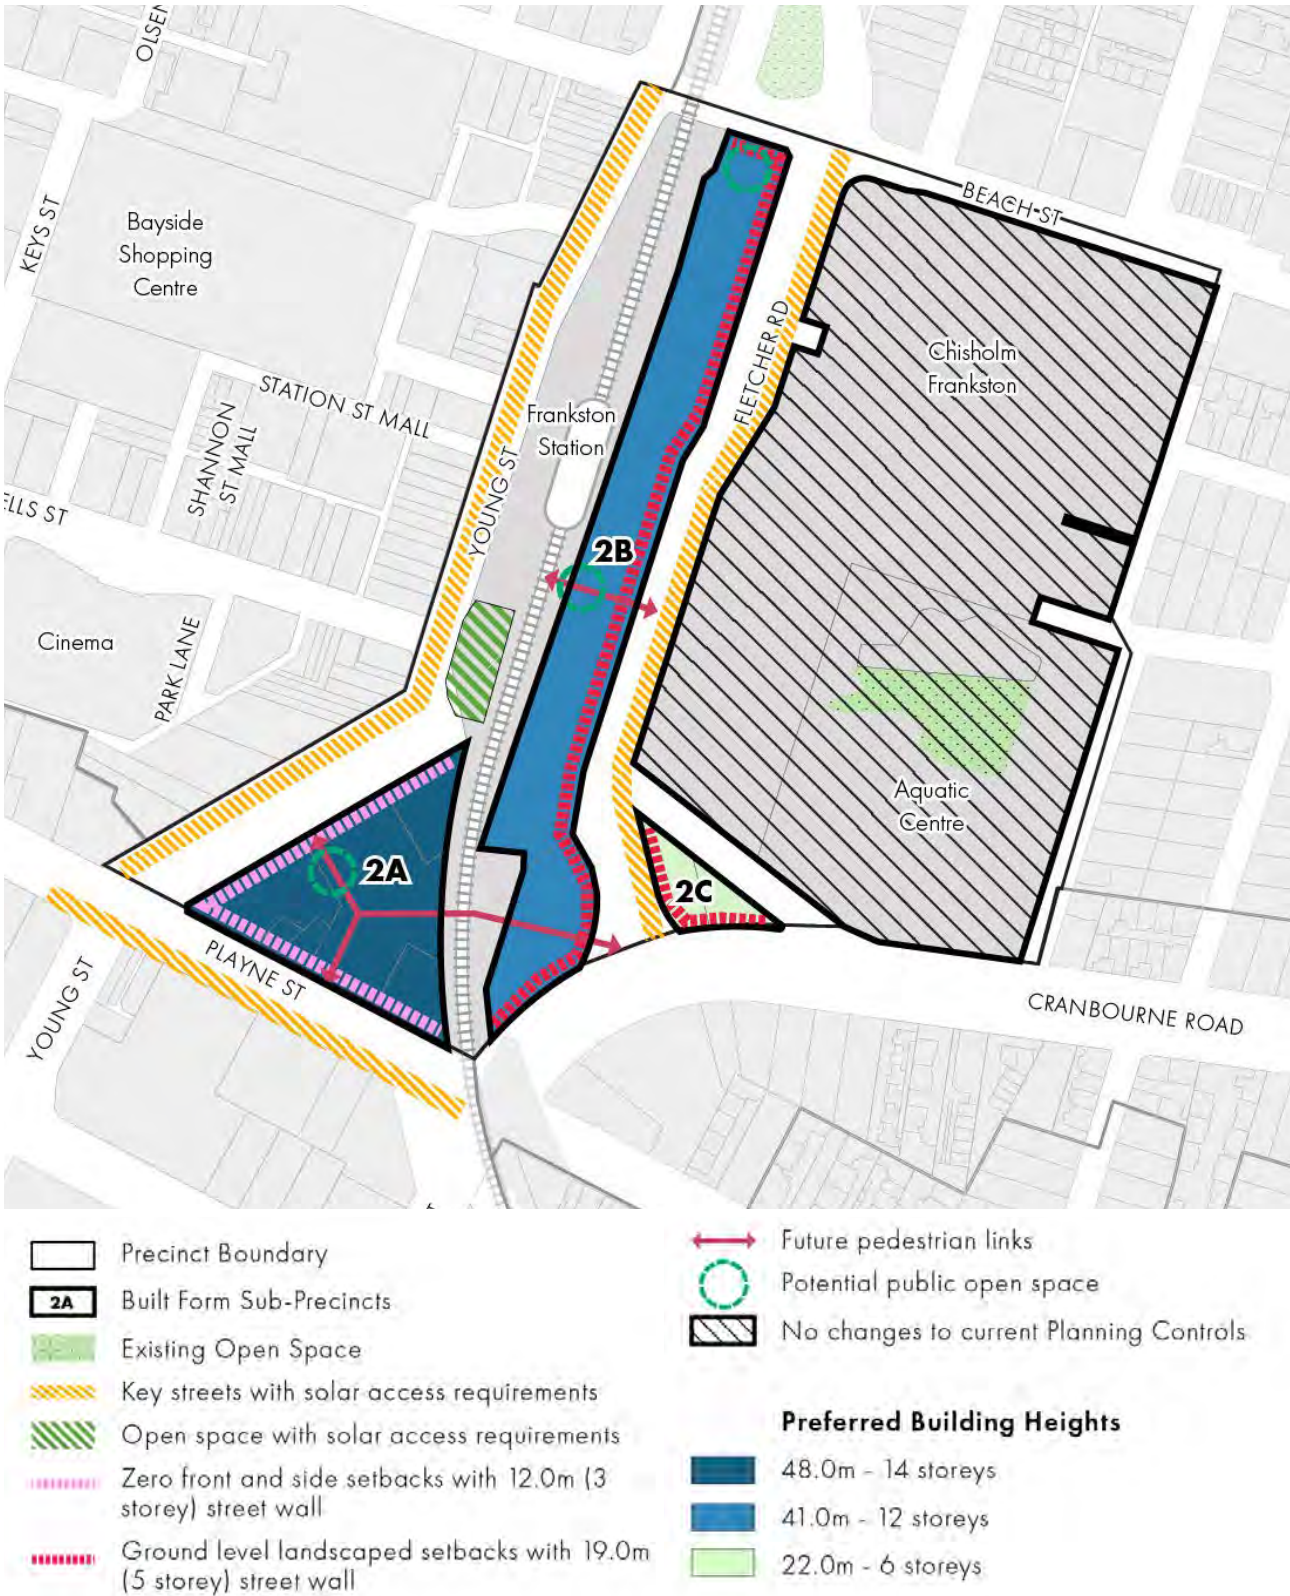 OLSEN
KEYS ST
Bayside
Shopping
Centre
STATION ST MALL
SHANNON
ST MALL
ELLS ST
Cinema
PARK LANE
YOUNG ST
Frankston
Station
FLETCHER RD
BEACH ST
Chisholm
Frankston
2B
Aquatic
Centre
2A
2C
PLAYNE ST
YOUNG ST
CRANBOURNE ROAD
Precinct Boundary
2A Built Form Sub-Precincts
Existing Open Space
Key streets with solar access requirements
Open space with solar access requirements
Zero front and side setbacks with 12.0m (3
storey) street wall
Ground level landscaped setbacks with 19.0m
(5 storey) street wall
Future pedestrian links
Potential public open space
No changes to current Planning Controls
Preferred Building Heights
48.0m - 14 storeys
41.0m - 12 storeys
22.0m - 6 storeys